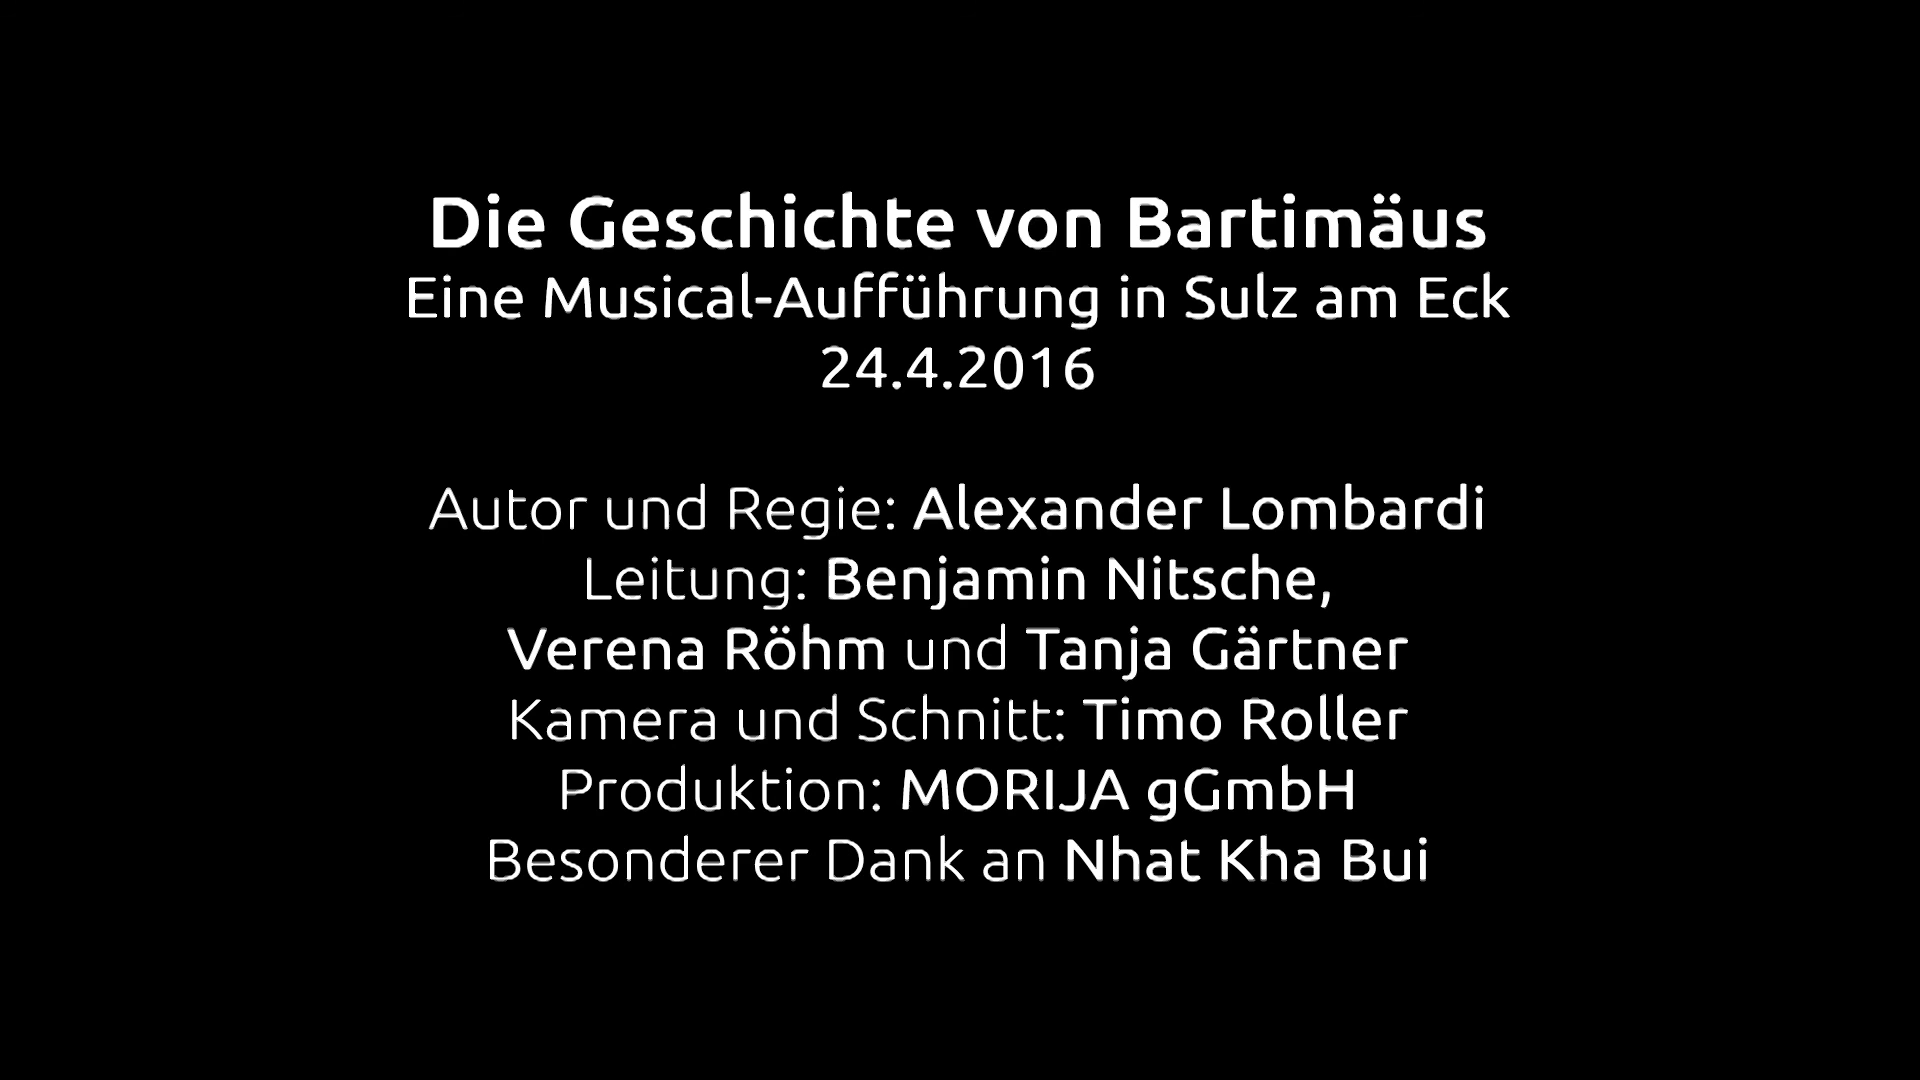 Die Geschichte von Bartimäus
Eine Musical-Aufführung in Sulz am Eck
24.4.2016
Autor und Regie: Alexander Lombardi
Leitung: Benjamin Nitsche,
Verena Röhm und Tanja Gärtner
Kamera und Schnitt: Timo Roller
Produktion: MORIJA gGmbH
Besonderer Dank an Nhat Kha Bui